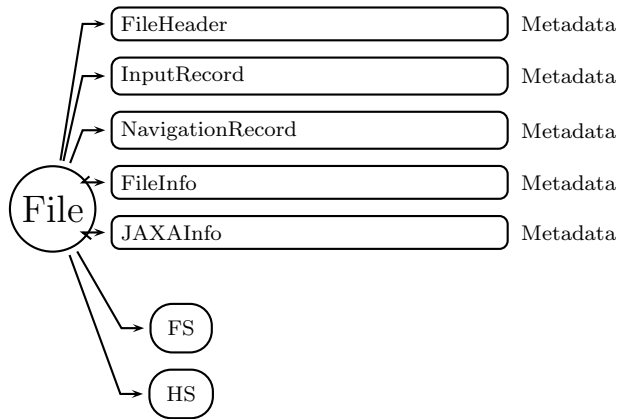 FileHeader Metadata
InputRecord Metadata
NavigationRecord Metadata
FileInfo Metadata
File
JAXAInfo Metadata
FS
HS